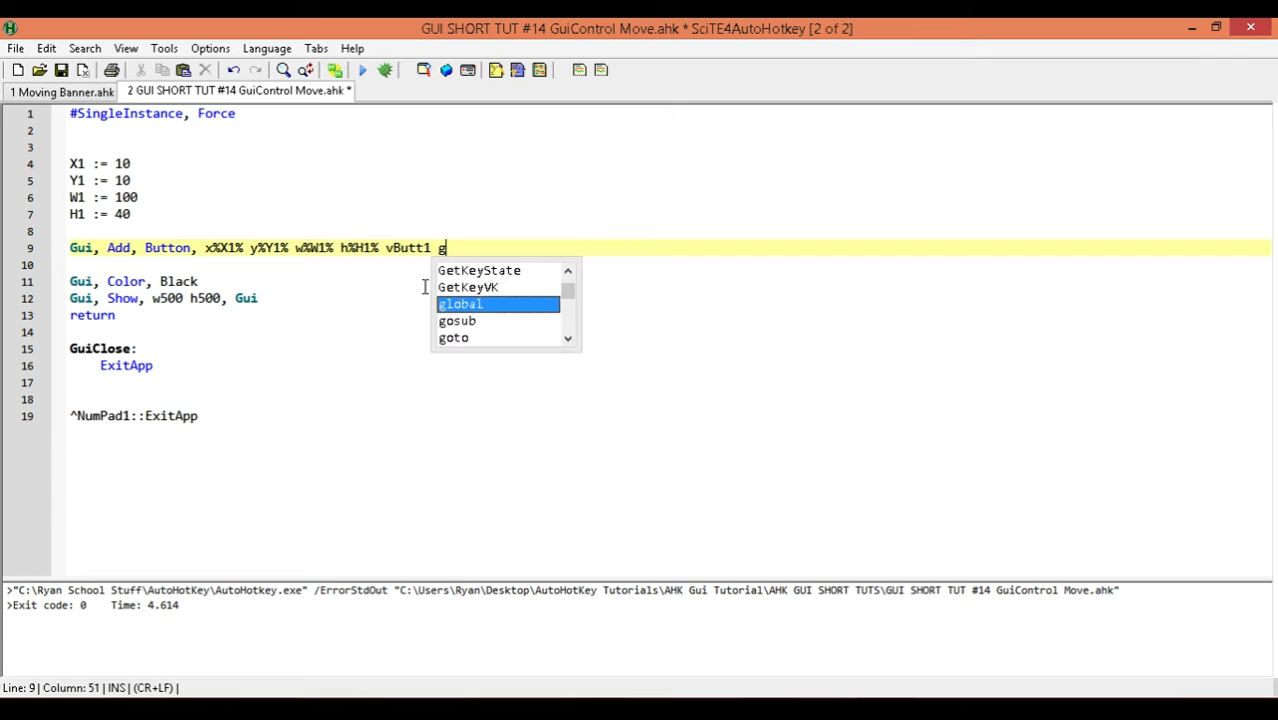 GUI SHORT TUT #14 GuiControl Move.ahk * SciTE4AutoHotkey [2 of 2]
File Edit Search View Tools Options Language Tabs Help
1 Moving Banner.ahk 2 GUI SHORT TUT #14 GuiControl Move.ahk *
1 #SingleInstance, Force
2
3
4 X1 := 10
5 Y1 := 10
6 W1 := 100
7 H1 := 40
8
9 Gui, Add, Button, x%X1% y%Y1% w%W1% h%H1% vButt1 g
GetKeyState
10
GetKeyVK
11 Gui, Color, Black
global
12 Gui, Show, w500 h500, Gui
gosub
13 return
goto
14
15 GuiClose:
16 ExitApp
17
18
19 ^NumPad1::ExitApp
>"C:\Ryan School Stuff\AutoHotKey\AutoHotkey.exe" /ErrorStdOut "C:\Users\Ryan\Desktop\AutoHotKey Tutorials\AHK Gui Tutorial\AHK GUI SHORT TUTS\GUI SHORT TUT #14 GuiControl Move.ahk"
>Exit code: 0 Time: 4.614
Line: 9 | Column: 51 | INS | (CR+LF) |